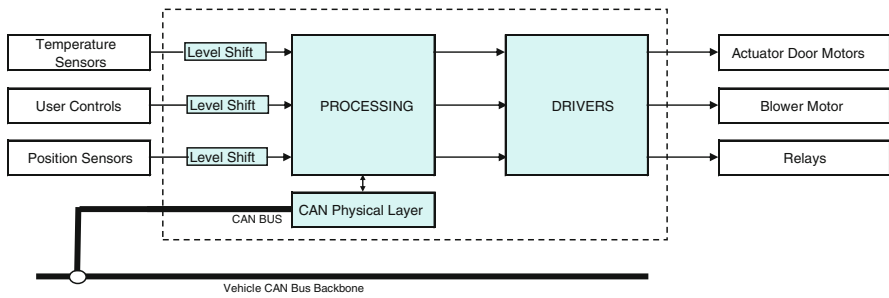 Temperature
Sensors
Level Shift
User Controls
Level Shift
Position Sensors
Level Shift
PROCESSING
DRIVERS
Actuator Door Motors
Blower Motor
Relays
CAN Physical Layer
CAN BUS
Vehicle CAN Bus Backbone